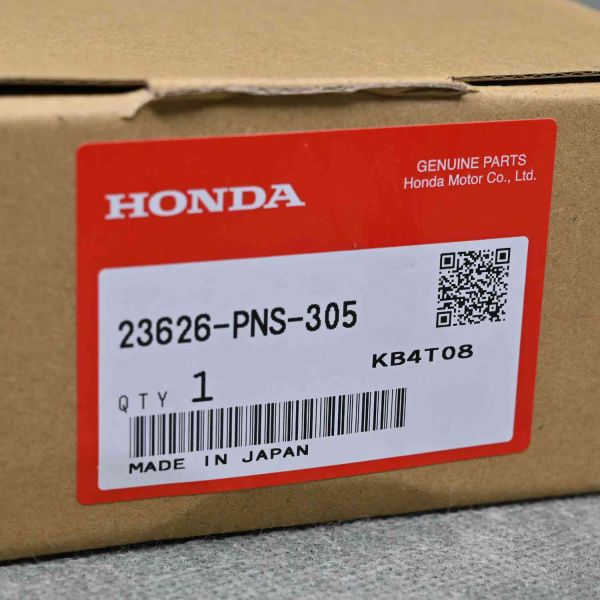 GENUINE PARTS
Honda Motor Co., Ltd.
HONDA
23626-PNS-305
KB4T08
QTY 1
MADE IN JAPAN